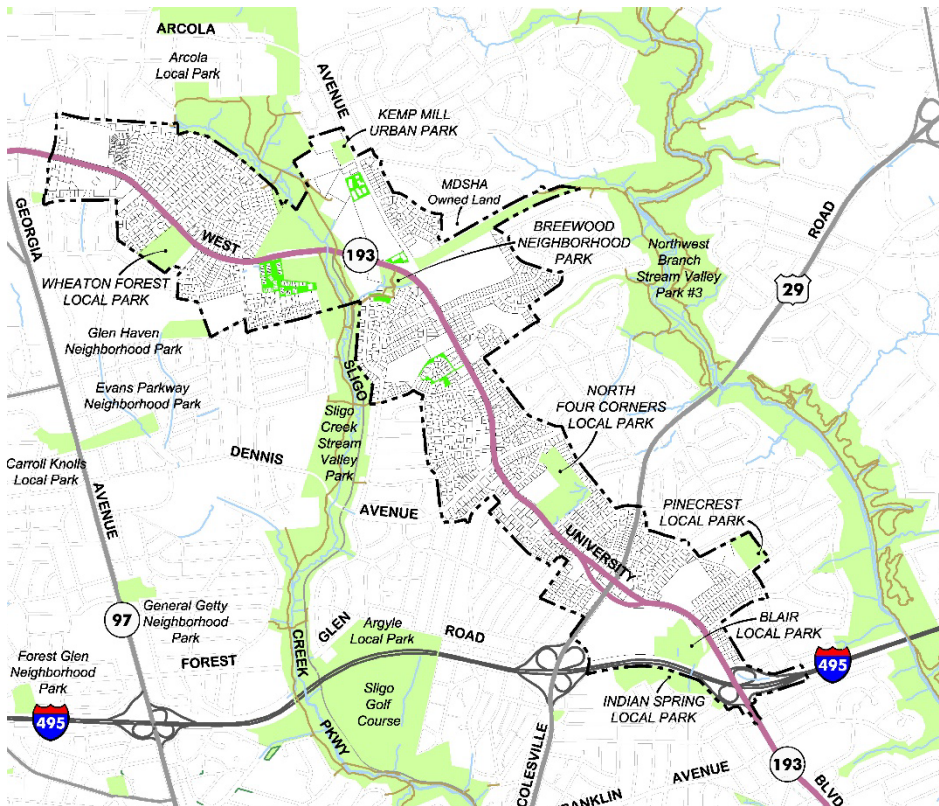 ARCOLA
Arcola
Local Park
AVENUE
KEMP MILL
URBAN PARK
MDSHA
Owned Land
BREEWOOD
NEIGHBORHOOD
PARK
ROAD
GEORGIA
WEST
193
Northwest
Branch
Stream Valley
Park #3
29
WHEATON FOREST
LOCAL PARK
Glen Haven
Neighborhood Park
SLIGO
Evans Parkway
Neighborhood Park
NORTH
FOUR CORNERS
LOCAL PARK
Sligo
Creek
Stream
Valley
Park
DENNIS
AVENUE
Carroll Knolls
Local Park
AVENUE
PINECREST
LOCAL PARK
UNIVERSITY
97
General Getty
Neighborhood
Park
GLEN
Argyle
Local Park
ROAD
BLAIR
LOCAL PARK
FOREST
CREEK
495
Forest Glen
Neighborhood
Park
495
Sligo
Golf
Course
INDIAN SPRING
LOCAL PARK
PKWY
COLESVILLE
193
AVENUE
RANKLIN
BLVD